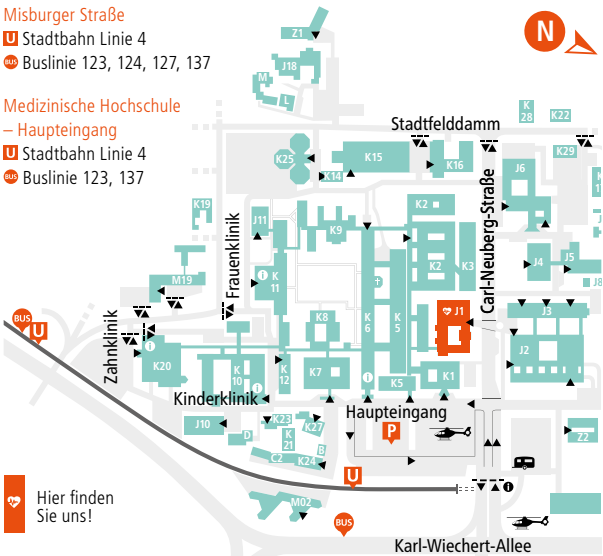 Misburger Straße
U Stadtbahn Linie 4
BUS Buslinie 123, 124, 127, 137
Medizinische Hochschule
– Haupteingang
U Stadtbahn Linie 4
BUS Buslinie 123, 137
N
Z1
J18
M
L
K
28
K22
Stadtfelddamm
K25
K14
K15
K16
K29
J6
K
1
K19
J11
K9
K2
K2
K3
Frauenklinik
Carl-Neuberg-Straße
M19
i
K
11
K
6
K
5
J4
J5
J8
BUS
U
Zahnklinik
K8
J1
J3
J2
i
K20
K
10
i
K
12
K7
i
K5
K1
Kinderklinik
Haupteingang
J10
D
K23
K
21
K27
B
C2
K24
P
Z2
U
i
M02
BUS
Hier finden
Sie uns!
Karl-Wiechert-Allee